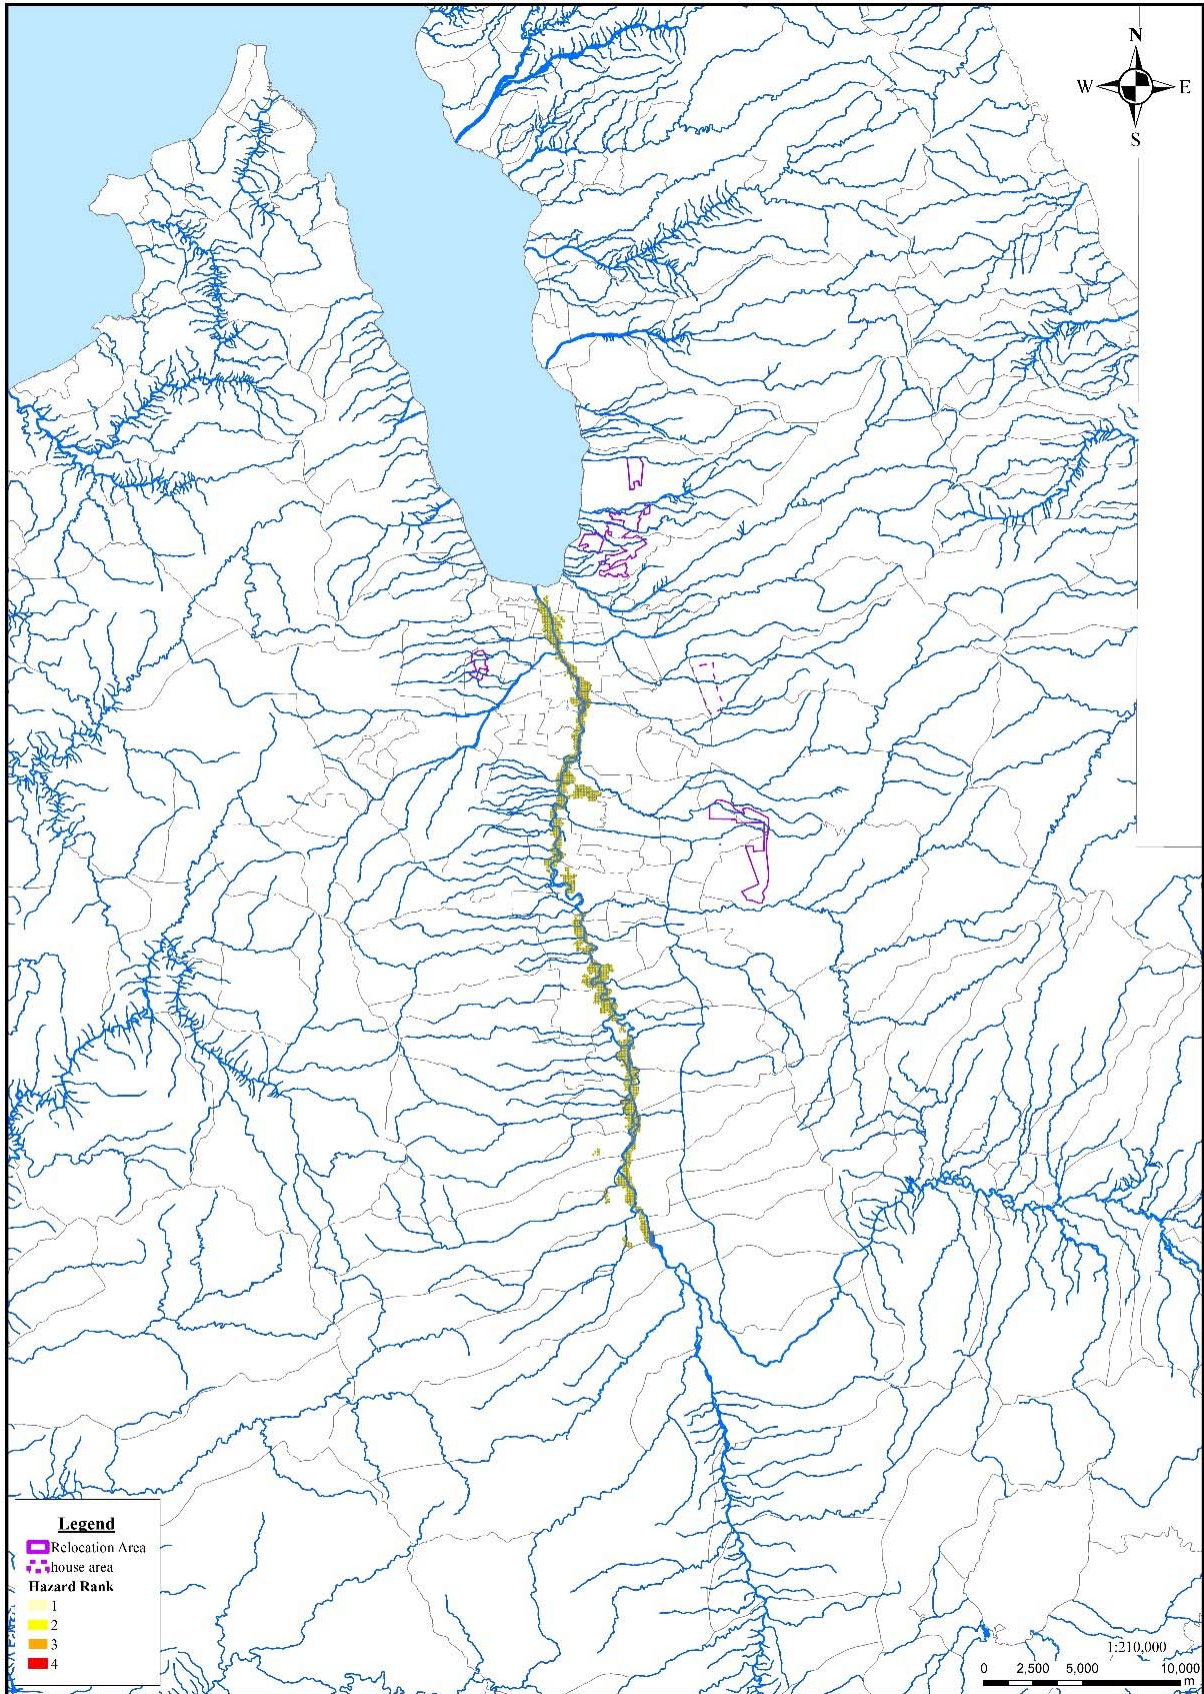 N
W E
S
Legend
Relocation Area
house area
Hazard Rank
1
2
3
4
1:210,000
0 2,500 5,000 10,000
m